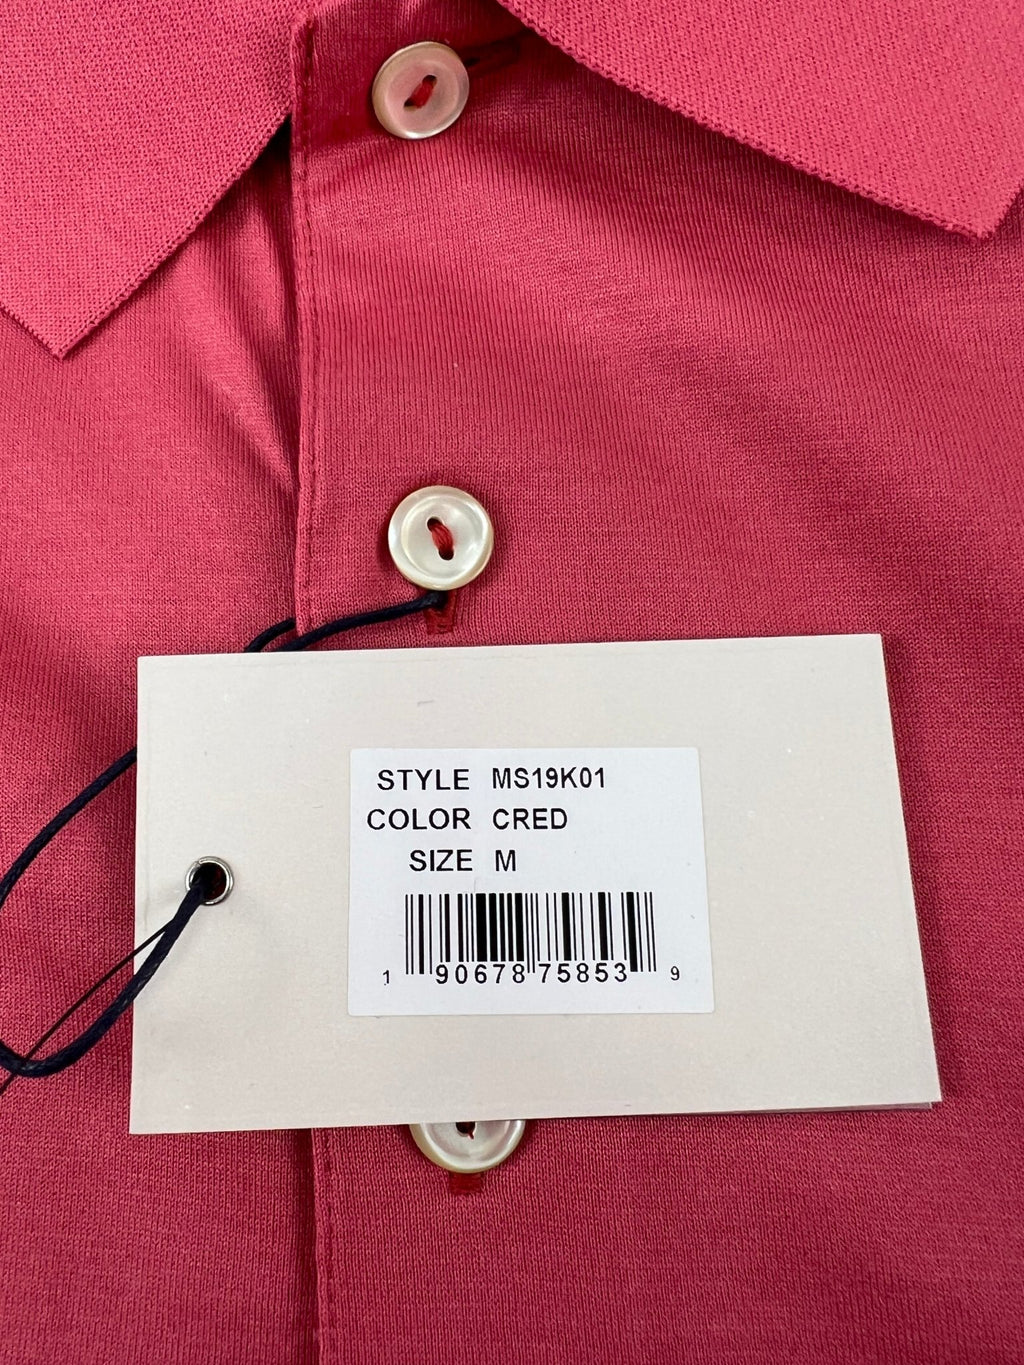 STYLE MS19K01
COLOR CRED
SIZE M
1 90678 75853 9